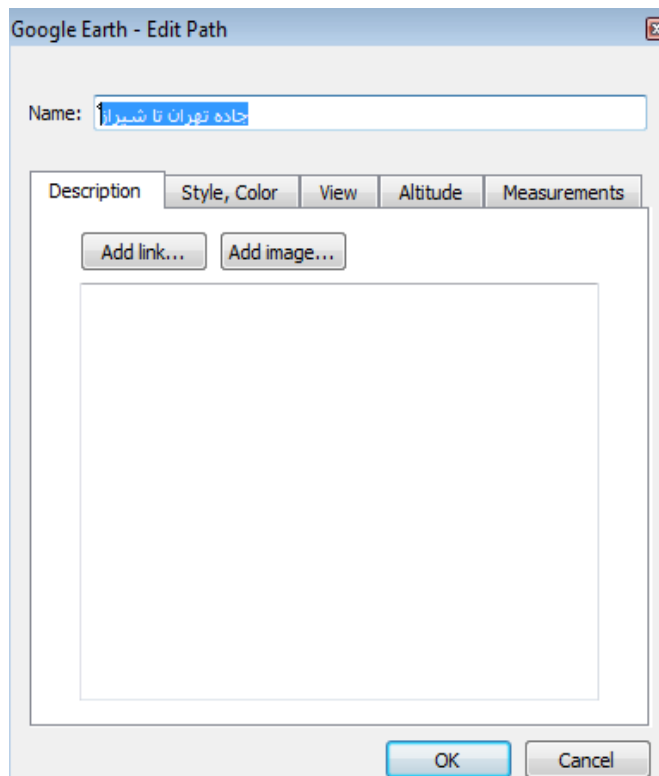 Google Earth - Edit Path
Name: جاده تهران تا شیراز
Description Style, Color View Altitude Measurements
Add link... Add image...
OK Cancel